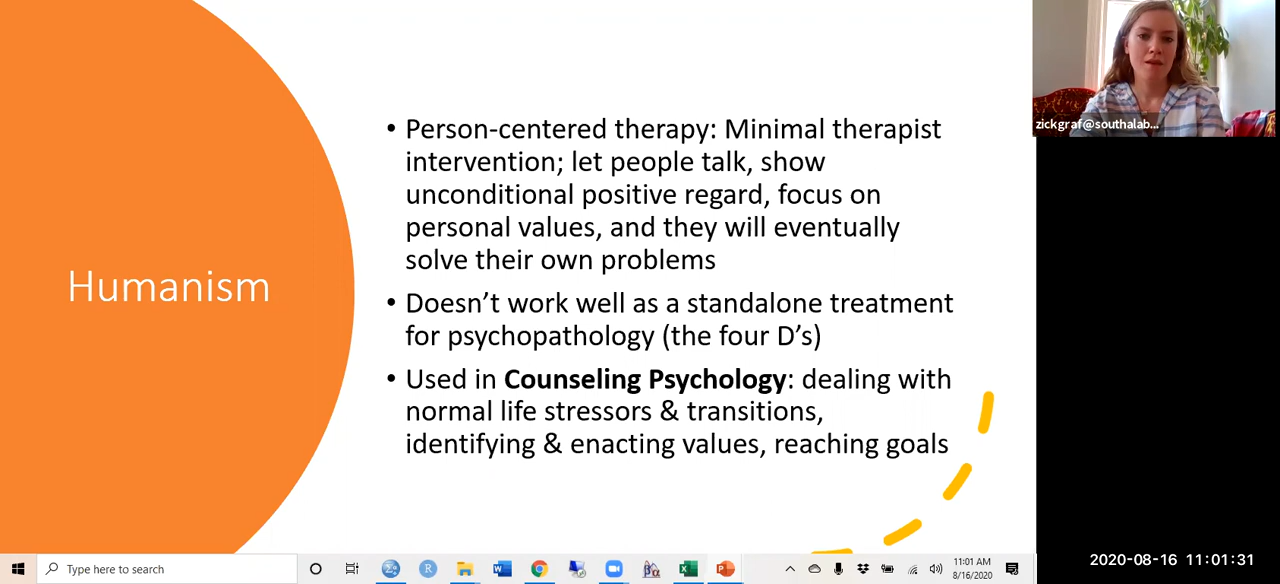 Humanism
• Person-centered therapy: Minimal therapist
intervention; let people talk, show
unconditional positive regard, focus on
personal values, and they will eventually
solve their own problems
• Doesn’t work well as a standalone treatment
for psychopathology (the four D’s)
• Used in Counseling Psychology: dealing with
normal life stressors & transitions,
identifying & enacting values, reaching goals
zickgraf@southalab...
Type here to search
11:01 AM
8/16/2020
2020-08-16 11:01:31